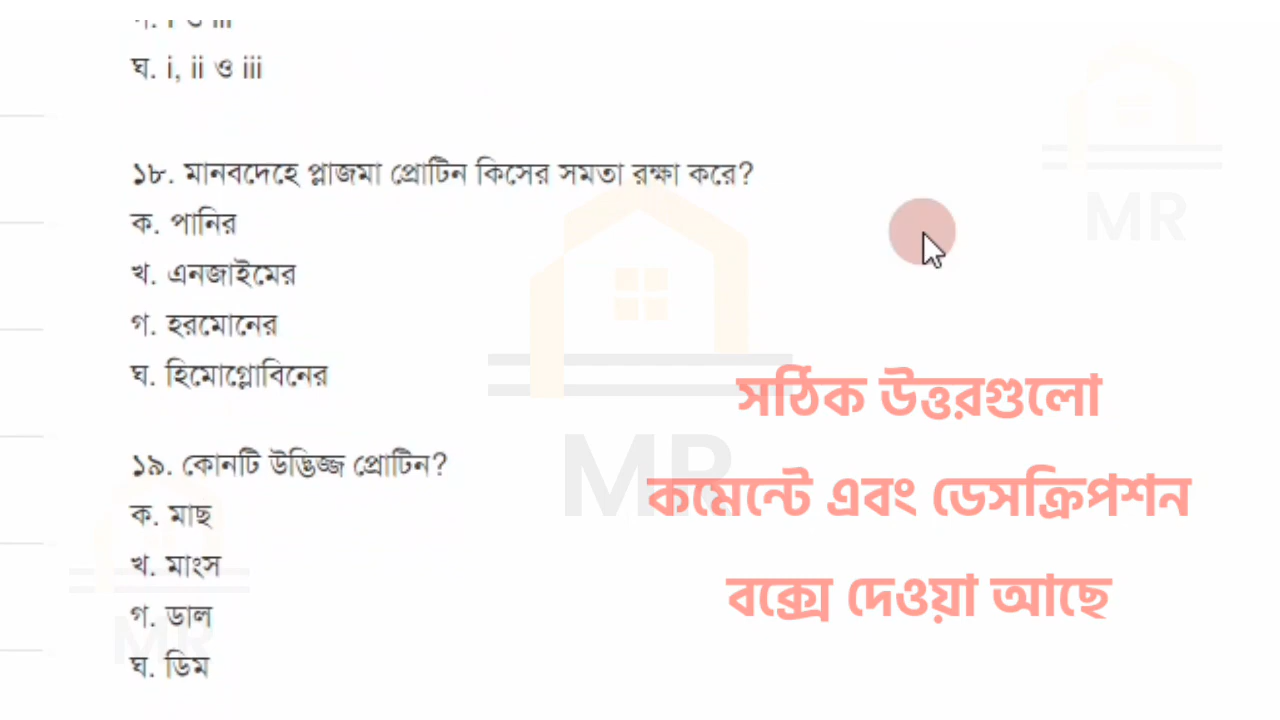 ঘ. i, ii ও iii
১৮. মানবদেহে প্লাজমা প্রোটিন কিসের সমতা রক্ষা করে?
ক. পানির
খ. এনজাইমের
গ. হরমোনের
ঘ. হিমোগ্লোবিনের
১৯. কোনটি উদ্ভিজ্জ প্রোটিন?
ক. মাছ
খ. মাংস
গ. ডাল
ঘ. ডিম
সঠিক উত্তরগুলো
কমেন্টে এবং ডেসক্রিপশন
বক্সে দেওয়া আছে
MR
MR
MR